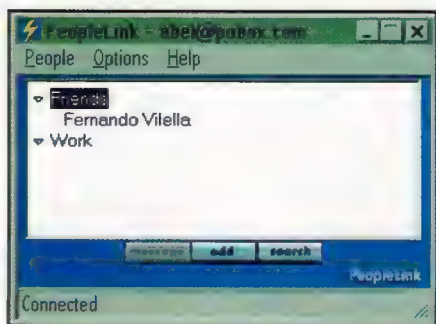 PeopleLink - abel@pobox.com
People Options Help
Friends
Fernando Vilella
Work
message add search
PeopleLink
Connected